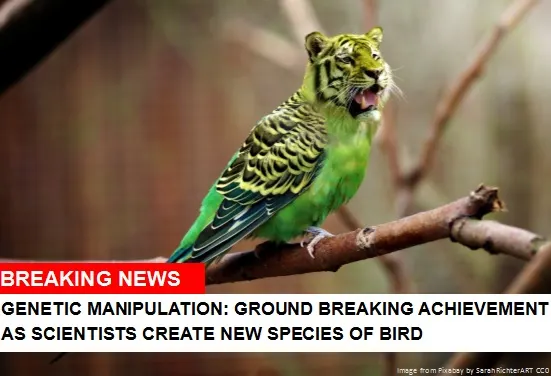 BREAKING NEWS
GENETIC MANIPULATION: GROUND BREAKING ACHIEVEMENT
AS SCIENTISTS CREATE NEW SPECIES OF BIRD
Image from Pixabay by SarahRichterART CC0